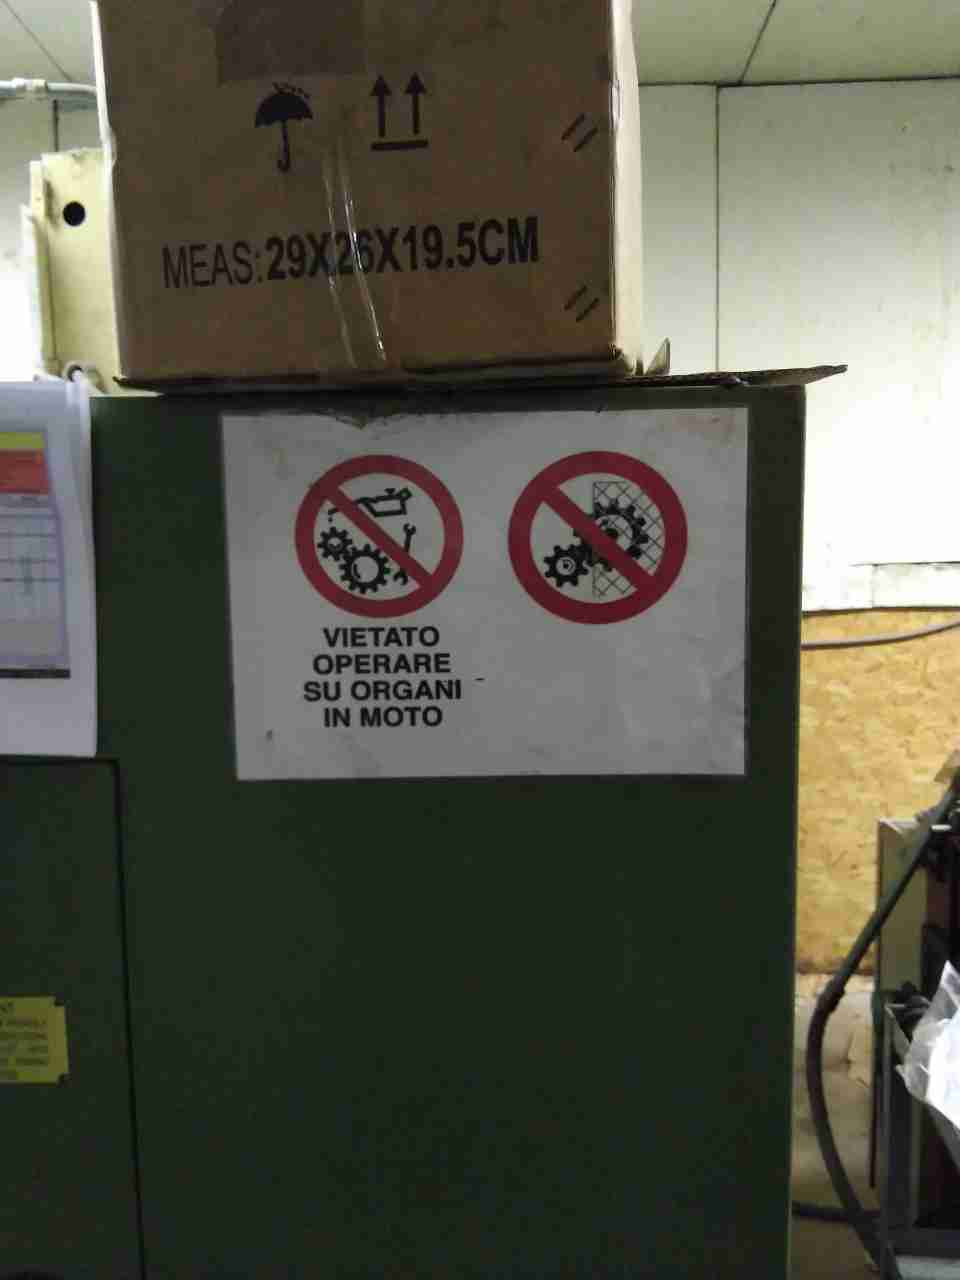 MEAS:29X26X19.5CM
VIETATO
OPERARE
SU ORGANI
IN MOTO